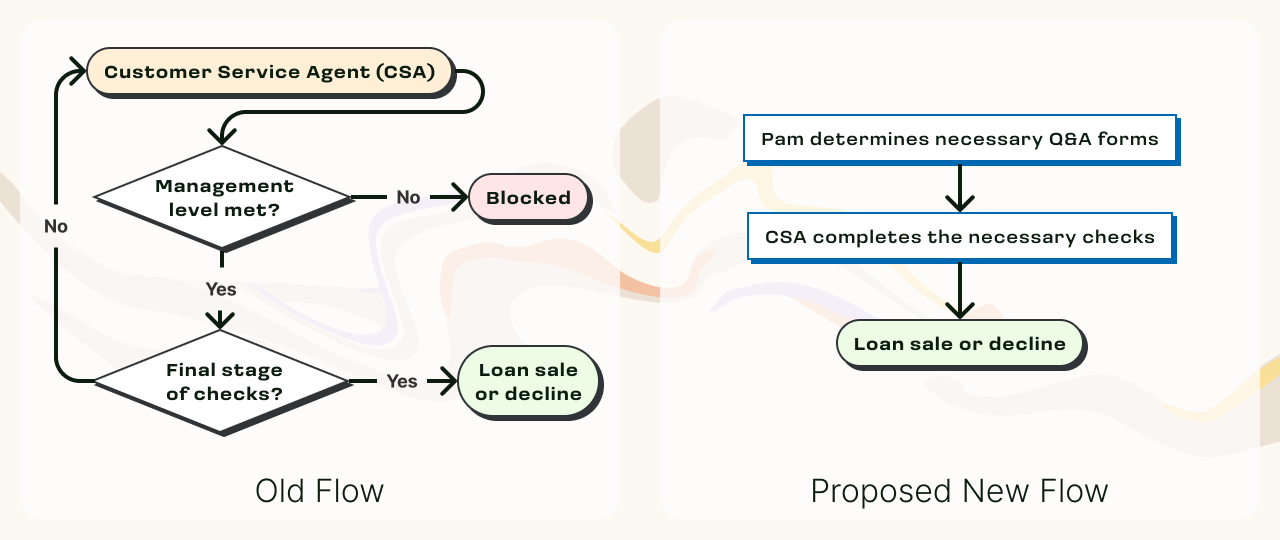 Customer Service Agent (CSA)
Management
level met?
No
Blocked
No
Yes
Final stage
of checks?
Yes
Loan sale
or decline
Old Flow
Pam determines necessary Q&A forms
CSA completes the necessary checks
Loan sale or decline
Proposed New Flow